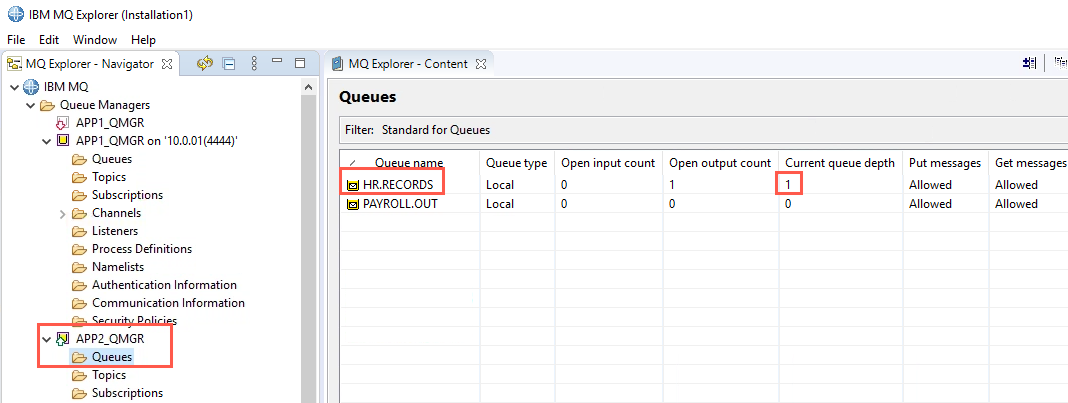 IBM MQ Explorer (Installation1)
File Edit Window Help
MQ Explorer - Navigator
IBM MQ
Queue Managers
APP1_QMGR
APP1_QMGR on '10.0.01(4444)'
Queues
Topics
Subscriptions
Channels
Listeners
Process Definitions
Namelists
Authentication Information
Communication Information
Security Policies
APP2_QMGR
Queues
Topics
Subscriptions
MQ Explorer - Content
Queues
Filter: Standard for Queues
Queue name Queue type Open input count Open output count Current queue depth Put messages Get messages
HR.RECORDS Local 0 1 1 Allowed Allowed
PAYROLL.OUT Local 0 0 0 Allowed Allowed